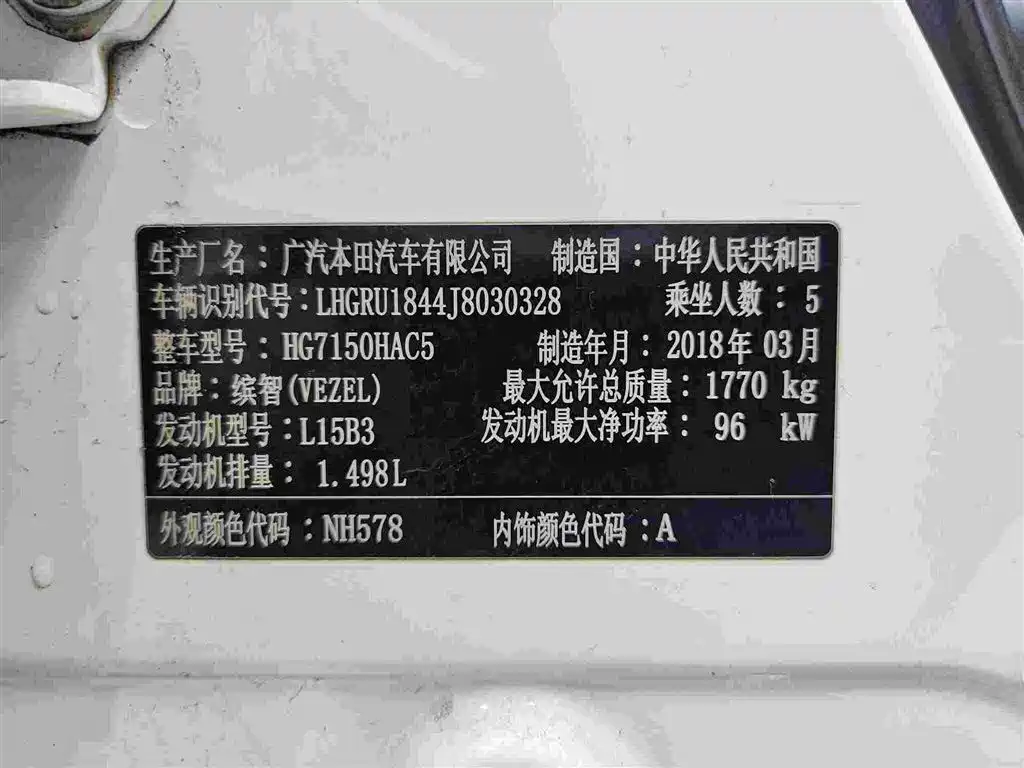 生产厂名：广汽本田汽车有限公司 制造国：中华人民共和国
车辆识别代号：LHGRU1844J8030328 乘坐人数：5
整车型号：HG7150HAC5 制造年月：2018年03月
品牌：缤智(VEZEL) 最大允许总质量：1770 kg
发动机型号：L15B3 发动机最大净功率：96 kW
发动机排量：1.498L
外观颜色代码：NH578 内饰颜色代码：A